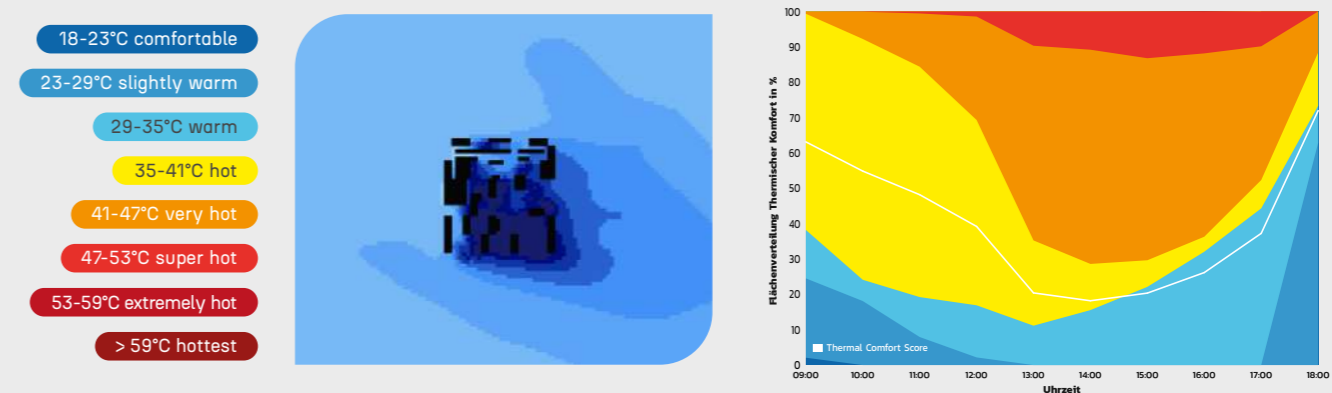 18-23°C comfortable
23-29°C slightly warm
29-35°C warm
35-41°C hot
41-47°C very hot
47-53°C super hot
53-59°C extremely hot
> 59°C hottest
Flächenverteilung Thermischer Komfort in %
100
90
80
70
60
50
40
30
20
10
0
Thermal Comfort Score
09:00 10:00 11:00 12:00 13:00 14:00 15:00 16:00 17:00 18:00
Uhrzeit